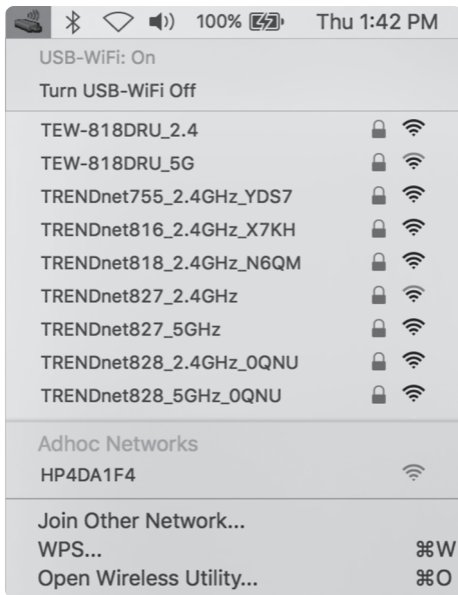 100% Thu 1:42 PM
USB-WiFi: On
Turn USB-WiFi Off
TEW-818DRU_2.4
TEW-818DRU_5G
TRENDnet755_2.4GHz_YDS7
TRENDnet816_2.4GHz_X7KH
TRENDnet818_2.4GHz_N6QM
TRENDnet827_2.4GHz
TRENDnet827_5GHz
TRENDnet828_2.4GHz_0QNU
TRENDnet828_5GHz_0QNU
Adhoc Networks
HP4DA1F4
Join Other Network...
WPS... ⌘W
Open Wireless Utility... ⌘O